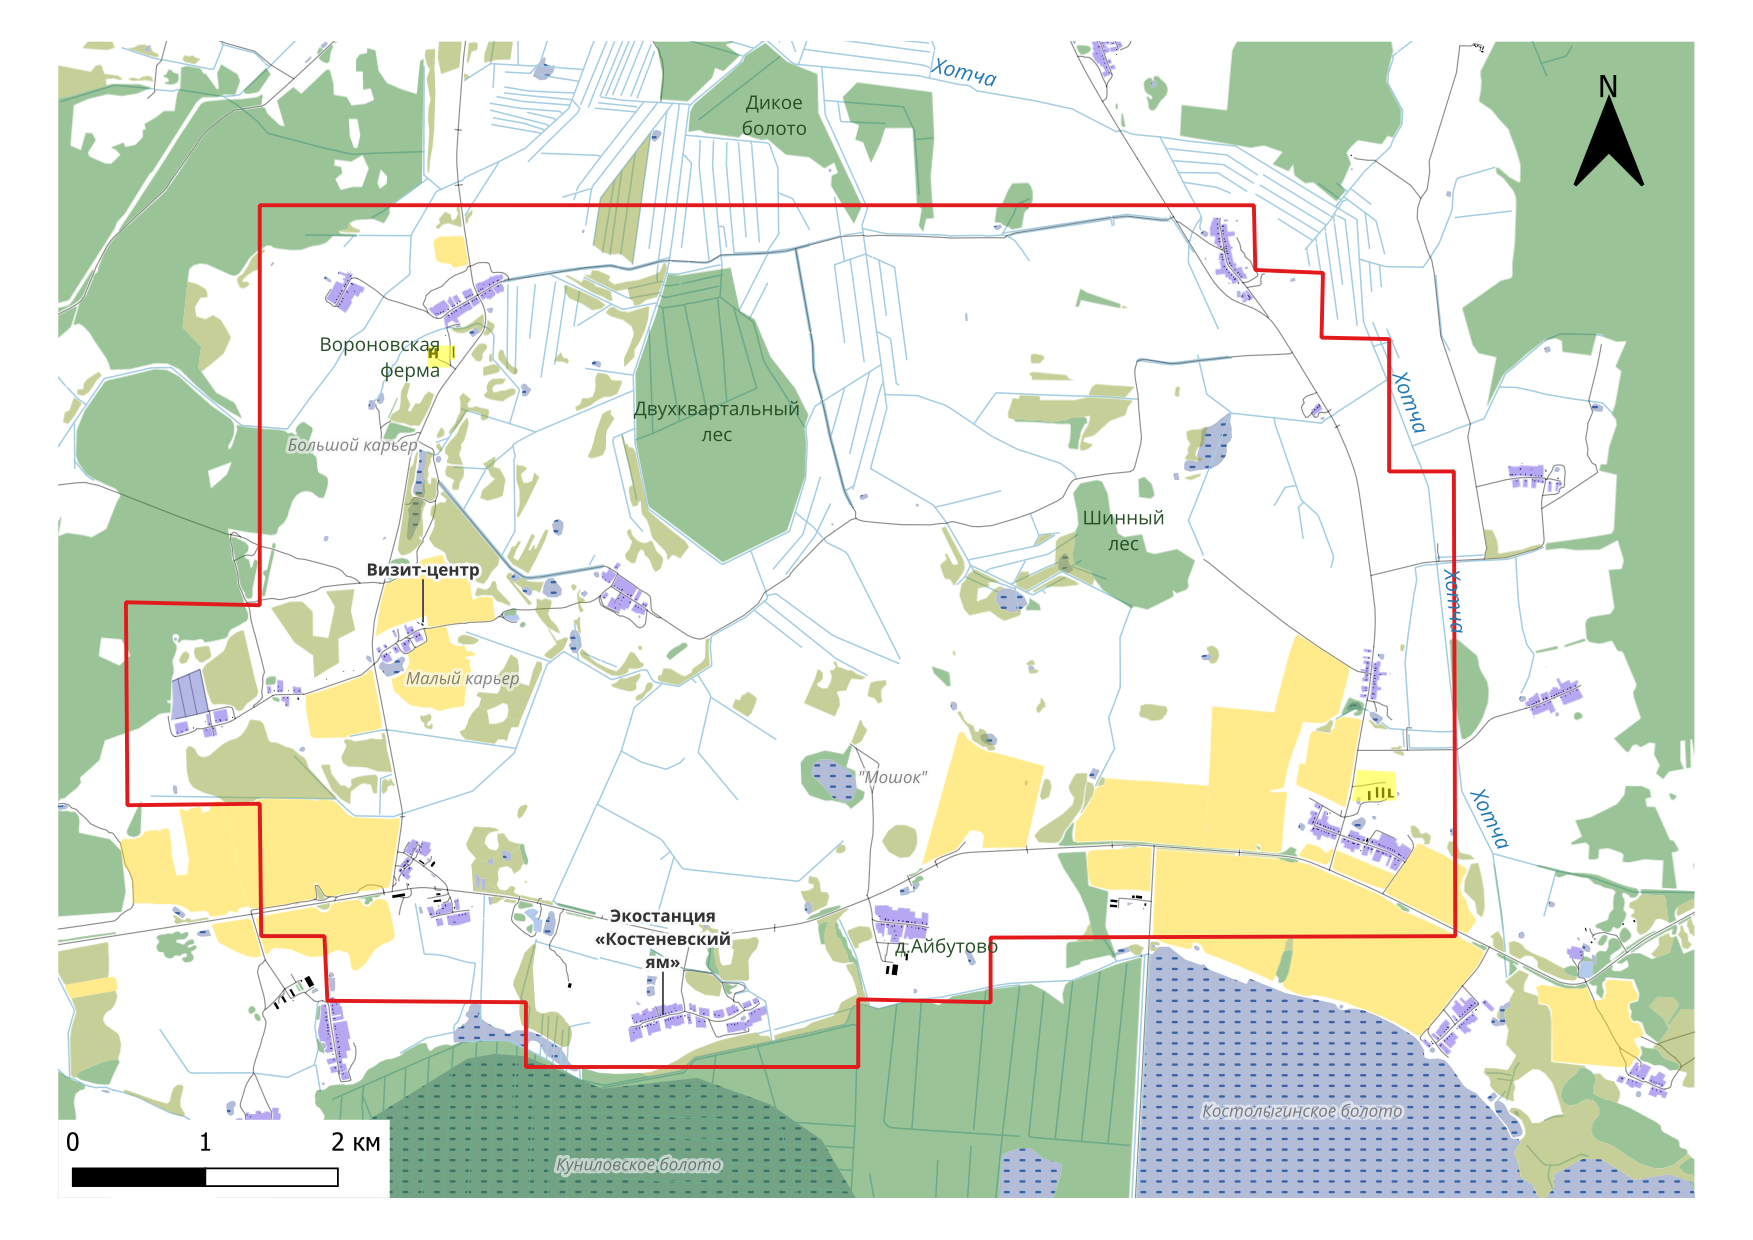 Хотча
N
Дикое
болото
Вороновская
ферма
Хотча
Двухквартальный
лес
Большой карьер
Шинный
лес
Визит-центр
Хотча
Малый карьер
"Мошок"
Хотча
Экостанция
«Костеневский
ям»
д.Айбутово
Костолыгинское болото
0 1 2 км
Куниловское болото